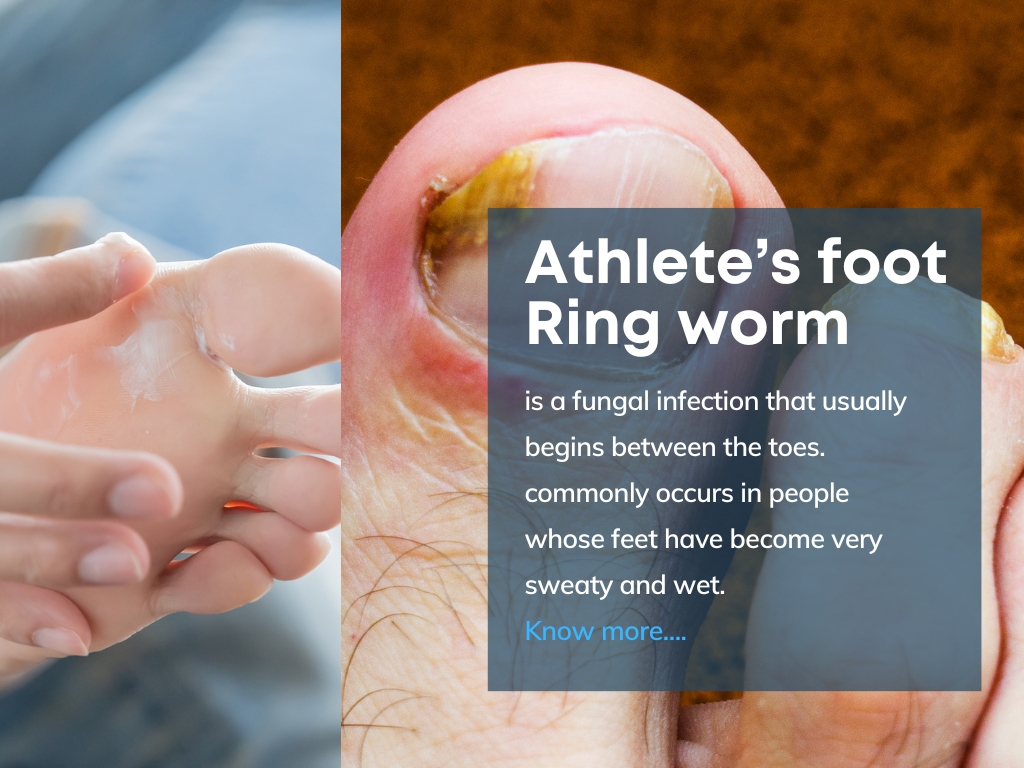 Athlete’s foot
Ring worm
is a fungal infection that usually
begins between the toes.
commonly occurs in people
whose feet have become very
sweaty and wet.
Know more....